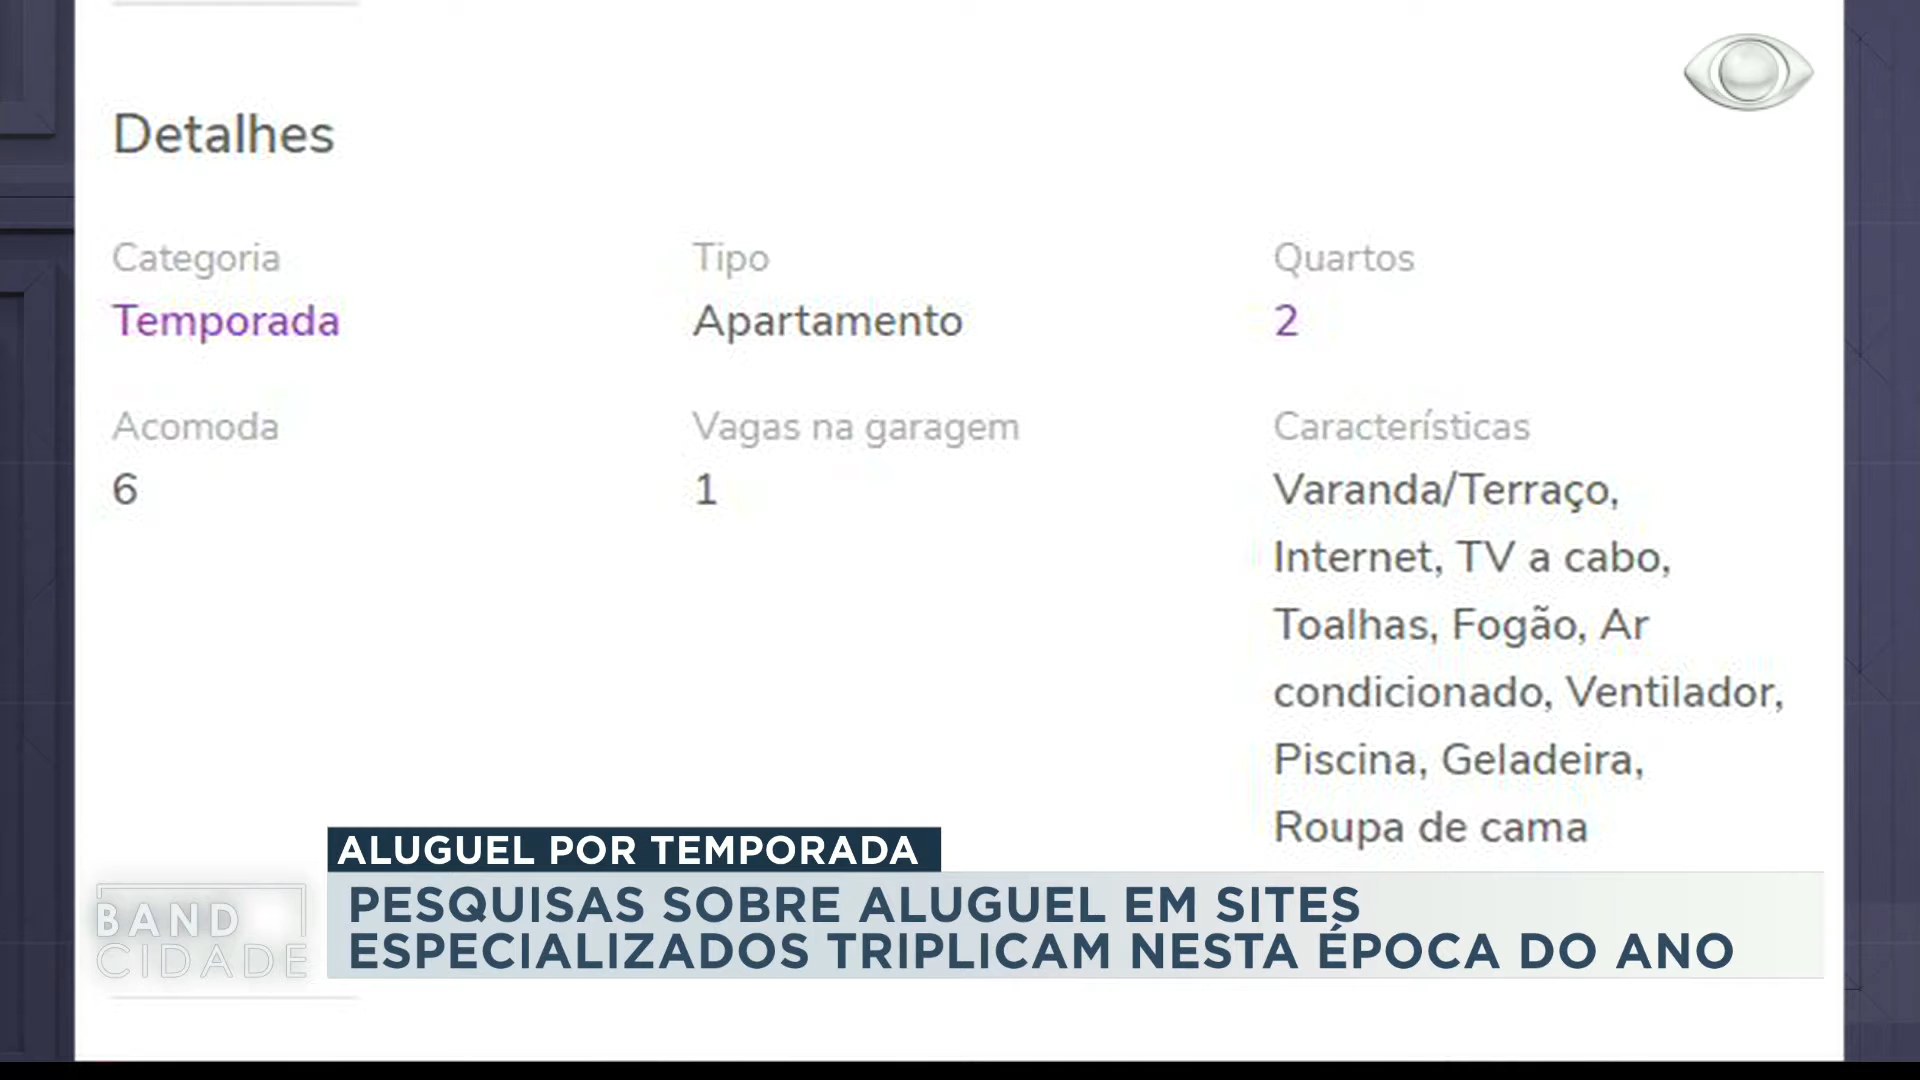 Detalhes
Categoria
Temporada
Tipo
Apartamento
Quartos
2
Acomoda
6
Vagas na garagem
1
Características
Varanda/Terraço,
Internet, TV a cabo,
Toalhas, Fogão, Ar
condicionado, Ventilador,
Piscina, Geladeira,
Roupa de cama
ALUGUEL POR TEMPORADA
BAND
CIDADE
PESQUISAS SOBRE ALUGUEL EM SITES
ESPECIALIZADOS TRIPLICAM NESTA ÉPOCA DO ANO